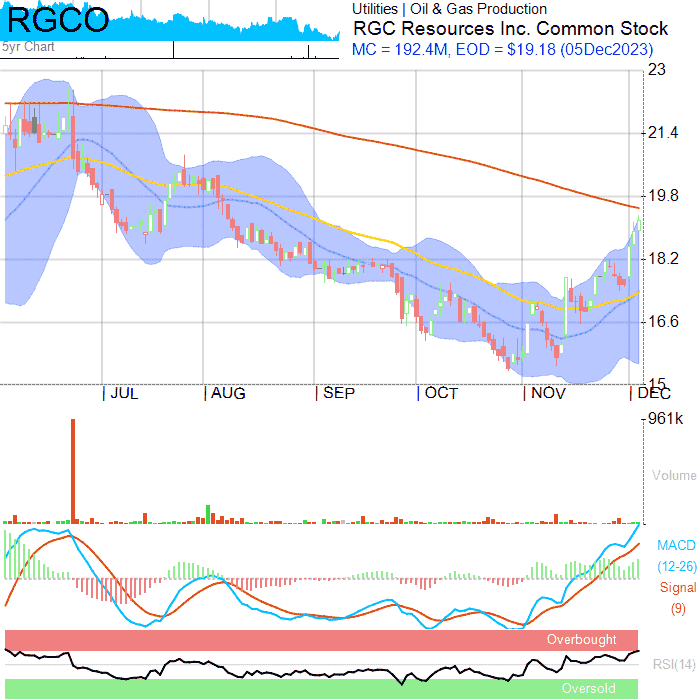 RGCO
5yr Chart
Utilities | Oil & Gas Production
RGC Resources Inc. Common Stock
MC = 192.4M, EOD = $19.18 (05Dec2023)
23
21.4
19.8
18.2
16.6
15
JUL
AUG
SEP
OCT
NOV
DEC
961k
Volume
MACD
(12-26)
Signal
(9)
Overbought
RSI(14)
Oversold